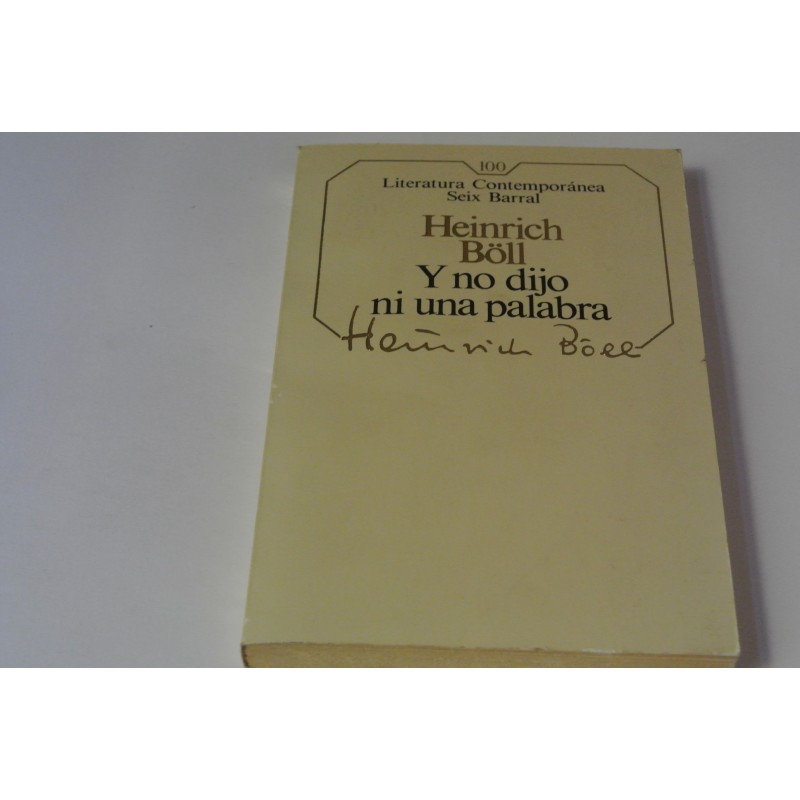 100
Literatura Contemporánea
Seix Barral
Heinrich
Böll
Y no dijo
ni una palabra
Heinrich Böll